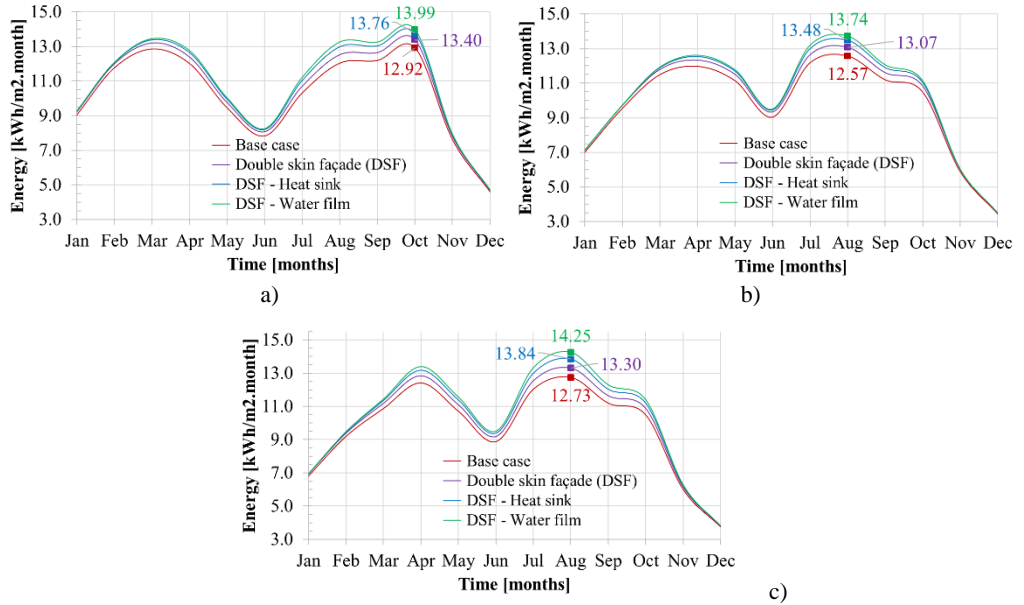 15.0
13.0
11.0
9.0
7.0
5.0
3.0
Energy [kWh/m2.month]
13.76
13.99
13.40
12.92
Base case
Double skin façade (DSF)
DSF - Heat sink
DSF - Water film
Jan Feb Mar Apr May Jun Jul Aug Sep Oct Nov Dec
Time [months]
a)
15.0
13.0
11.0
9.0
7.0
5.0
3.0
Energy [kWh/m2.month]
13.48
13.74
13.07
12.57
Base case
Double skin façade (DSF)
DSF - Heat sink
DSF - Water film
Jan Feb Mar Apr May Jun Jul Aug Sep Oct Nov Dec
Time [months]
b)
15.0
13.0
11.0
9.0
7.0
5.0
3.0
Energy [kWh/m2.month]
14.25
13.84
13.30
12.73
Base case
Double skin façade (DSF)
DSF - Heat sink
DSF - Water film
Jan Feb Mar Apr May Jun Jul Aug Sep Oct Nov Dec
Time [months]
c)